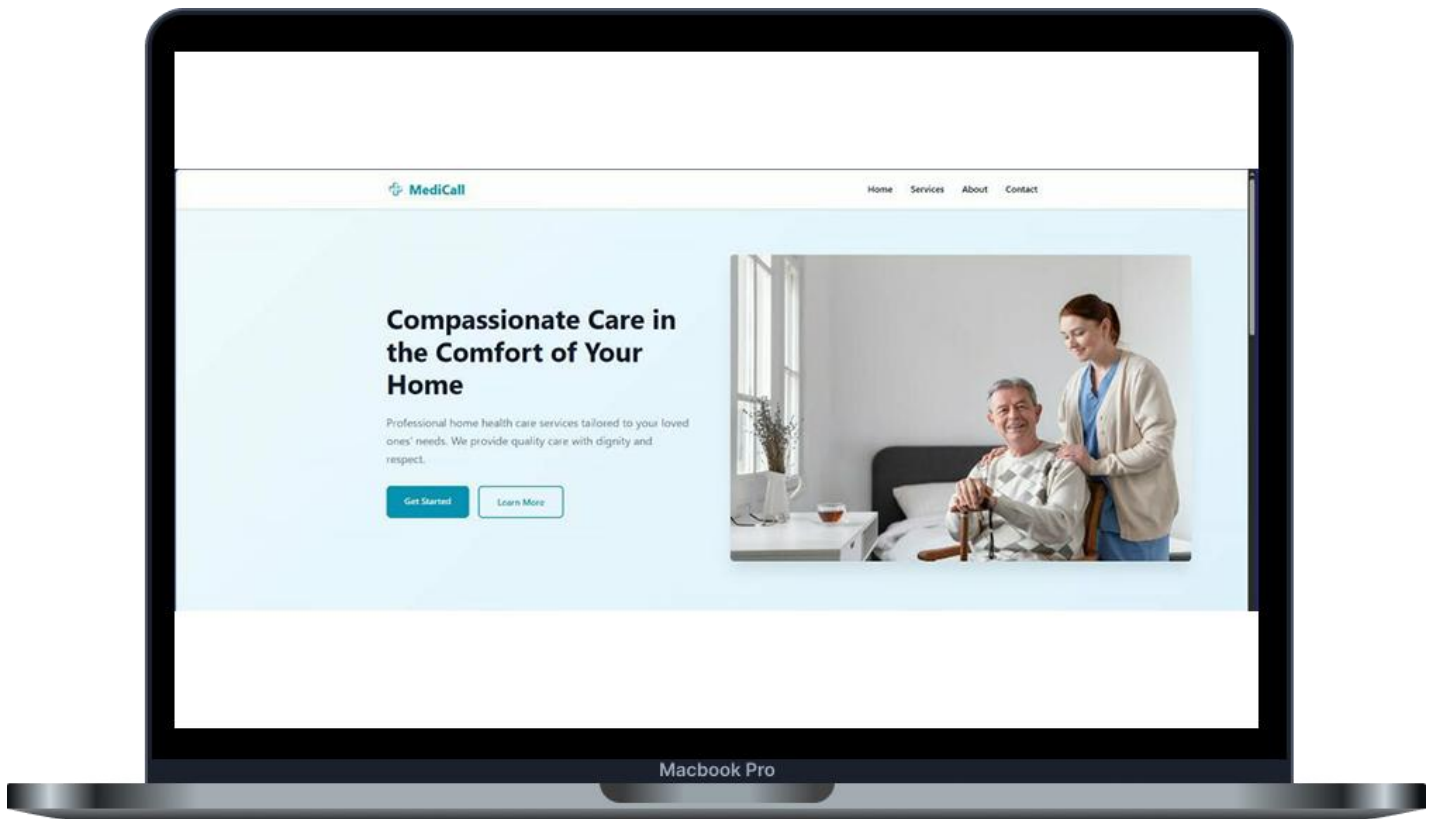 MediCall
Home Services About Contact
Compassionate Care in
the Comfort of Your
Home
Professional home health care services tailored to your loved
ones' needs. We provide quality care with dignity and
respect.
Get Started Learn More
Macbook Pro